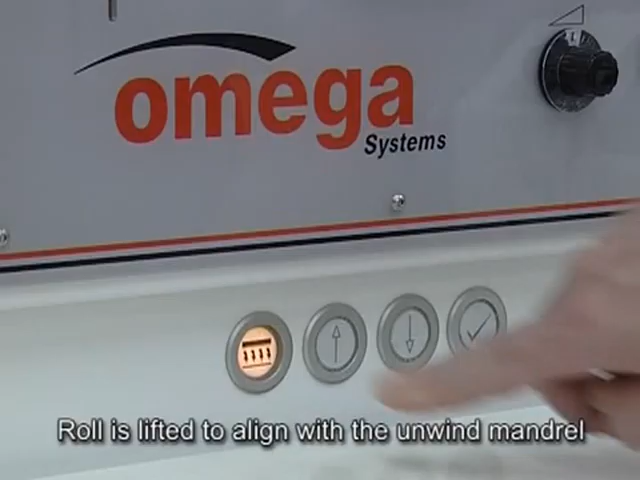 omega
Systems
Roll is lifted to align with the unwind mandrel